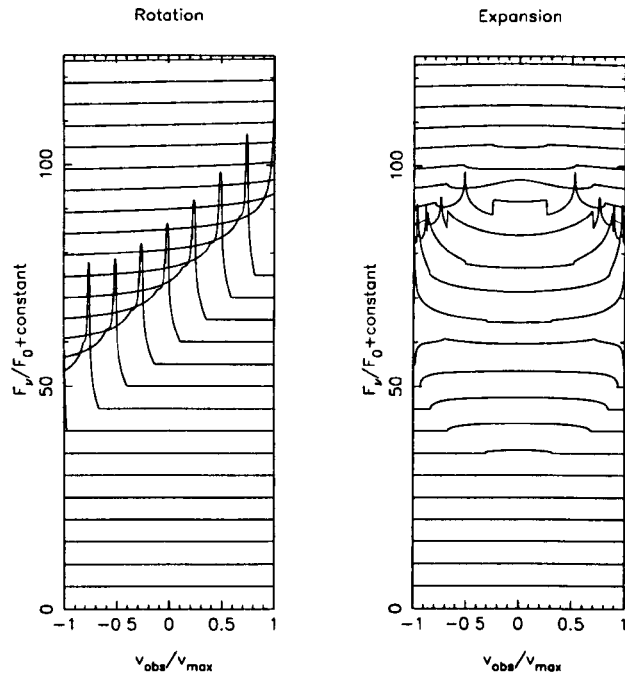 Rotation
Expansion
F_ν/F_0+constant
100
50
0
-1 -0 5 0 0 5 1
v_obs/v_max
F_ν/F_0+constant
100
50
0
-1 -0 5 0 0 5 1
v_obs/v_max